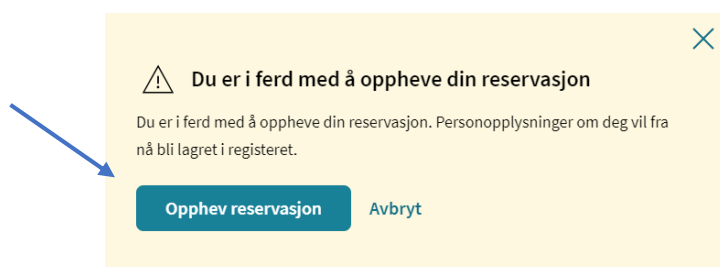 Du er i ferd med å oppheve din reservasjon
Du er i ferd med å oppheve din reservasjon. Personopplysninger om deg vil fra
nå bli lagret i registeret.
Opphev reservasjon Avbryt